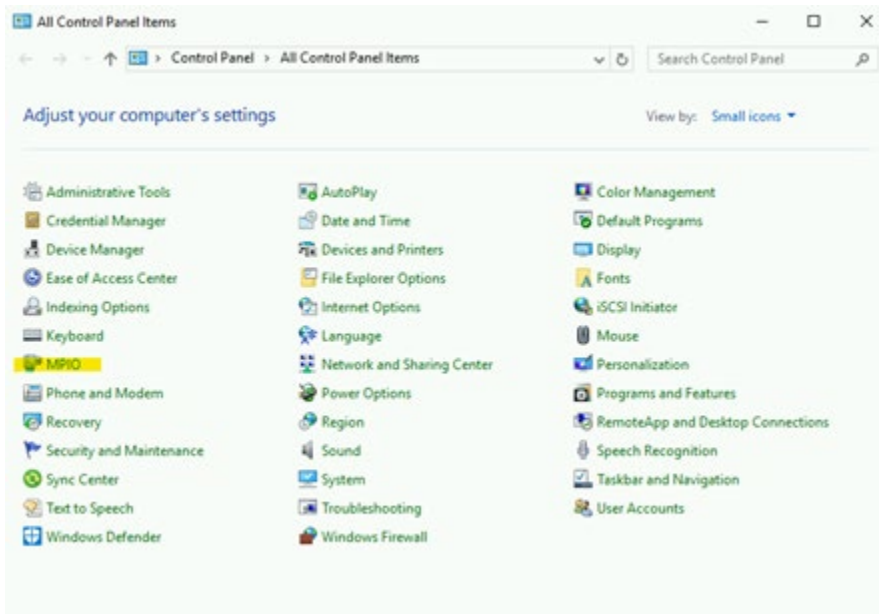 All Control Panel Items
Control Panel > All Control Panel Items
Search Control Panel
Adjust your computer's settings
View by: Small icons
Administrative Tools
AutoPlay
Color Management
Credential Manager
Date and Time
Default Programs
Device Manager
Devices and Printers
Display
Ease of Access Center
File Explorer Options
Fonts
Indexing Options
Internet Options
iSCSI Initiator
Keyboard
Language
Mouse
MPIO
Network and Sharing Center
Personalization
Phone and Modem
Power Options
Programs and Features
Recovery
Region
RemoteApp and Desktop Connections
Security and Maintenance
Sound
Speech Recognition
Sync Center
System
Taskbar and Navigation
Text to Speech
Troubleshooting
User Accounts
Windows Defender
Windows Firewall